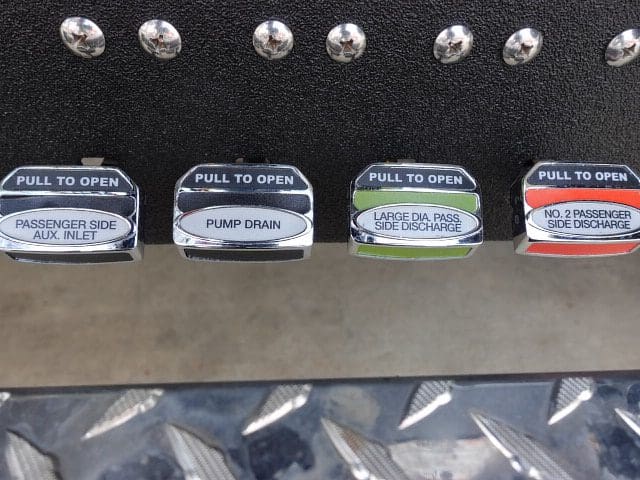 PULL TO OPEN
PASSENGER SIDE
AUX. INLET
PULL TO OPEN
PUMP DRAIN
PULL TO OPEN
LARGE DIA. PASS.
SIDE DISCHARGE
PULL TO OPEN
NO. 2 PASSENGER
SIDE DISCHARGE